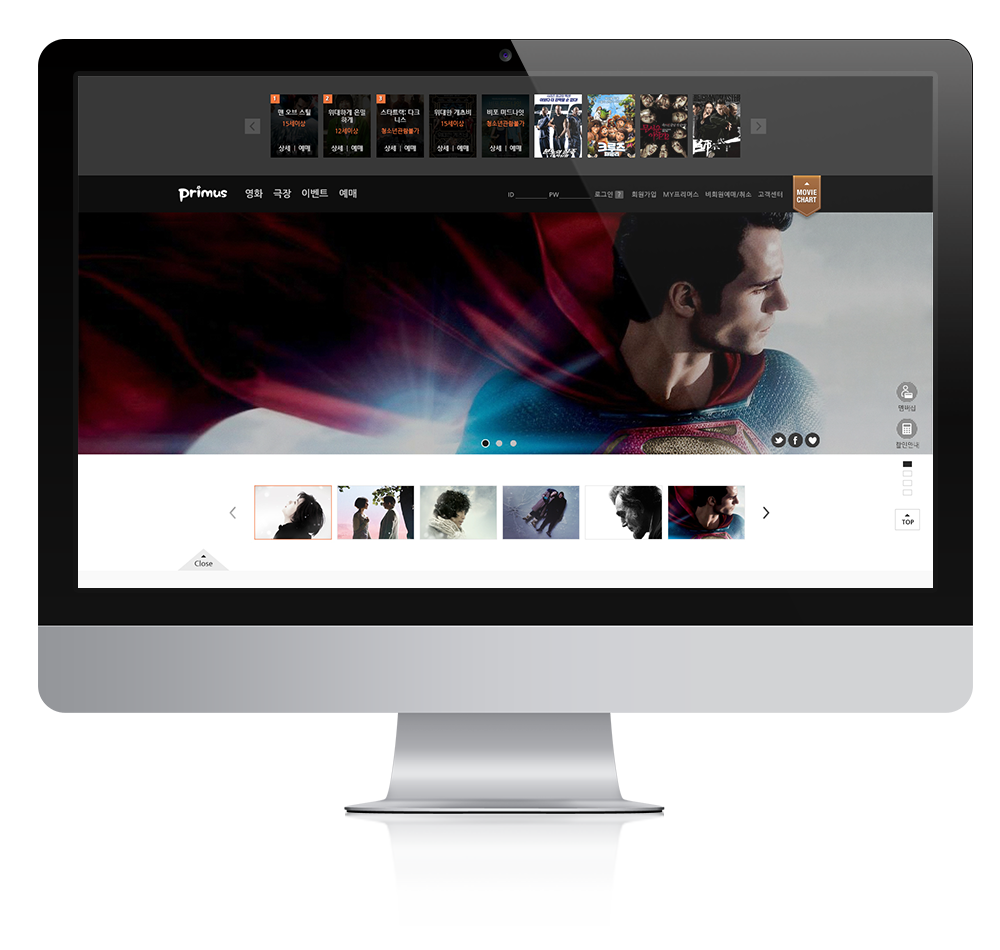 1
맨 오브 스틸
15세이상
상세 | 예매
2
위대하게 은밀
하게
12세이상
상세 | 예매
3
스타트렉: 다크
니스
청소년관람불가
상세 | 예매
위대한 개츠비
15세이상
상세 | 예매
비포 미드나잇
청소년관람불가
상세 | 예매
크루즈
primus
영화
극장
이벤트
예매
ID
PW
로그인
?
회원가입
MY프리머스
비회원예매/취소
고객센터
MOVIE
CHART
멤버십
할인안내
TOP
Close